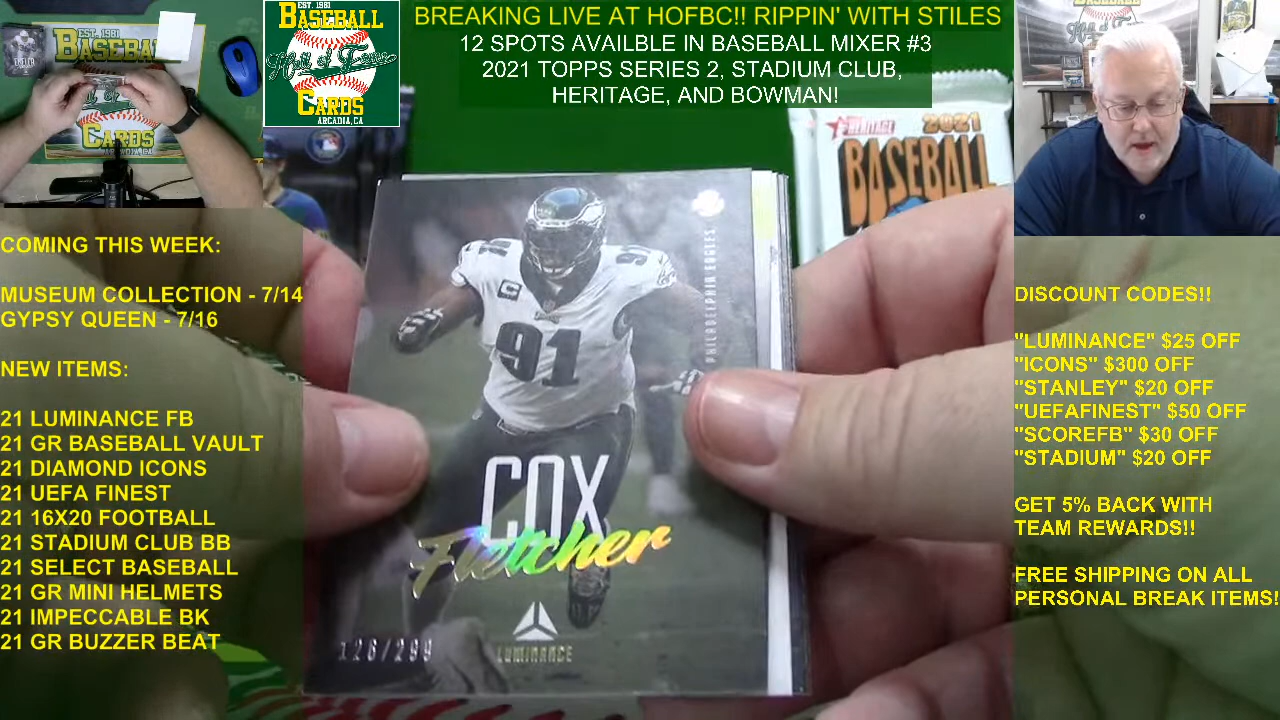 BREAKING LIVE AT HOFBC!! RIPPIN' WITH STILES
12 SPOTS AVAILBLE IN BASEBALL MIXER #3
2021 TOPPS SERIES 2, STADIUM CLUB,
HERITAGE, AND BOWMAN!
EST. 1981
BASEBALL
Hall of Fame
CARDS
ARCADIA, CA
EST. 1981
BASEBALL
CARDS
HERITAGE
2021
BASEBALL
COMING THIS WEEK:
MUSEUM COLLECTION - 7/14
GYPSY QUEEN - 7/16
NEW ITEMS:
21 LUMINANCE FB
21 GR BASEBALL VAULT
21 DIAMOND ICONS
21 UEFA FINEST
21 16X20 FOOTBALL
21 STADIUM CLUB BB
21 SELECT BASEBALL
21 GR MINI HELMETS
21 IMPECCABLE BK
21 GR BUZZER BEAT
PHILADELPHIA EAGLES
91
91
COX
Fletcher
126/299
LUMINANCE
DISCOUNT CODES!!
"LUMINANCE" $25 OFF
"ICONS" $300 OFF
"STANLEY" $20 OFF
"UEFAFINEST" $50 OFF
"SCOREFB" $30 OFF
"STADIUM" $20 OFF
GET 5% BACK WITH
TEAM REWARDS!!
FREE SHIPPING ON ALL
PERSONAL BREAK ITEMS!